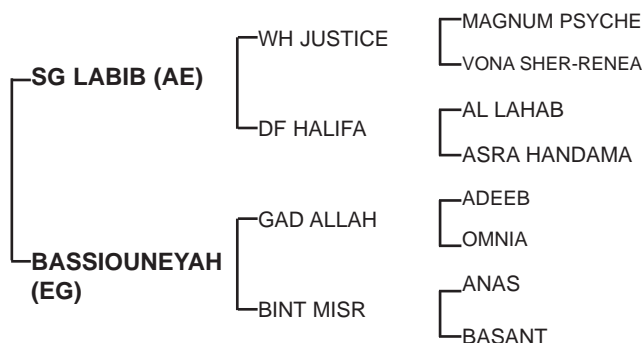 SG LABIB (AE)
WH JUSTICE
MAGNUM PSYCHE
VONA SHER-RENEA
DF HALIFA
AL LAHAB
ASRA HANDAMA
BASSIOUNEYAH
(EG)
GAD ALLAH
ADEEB
OMNIA
BINT MISR
ANAS
BASANT